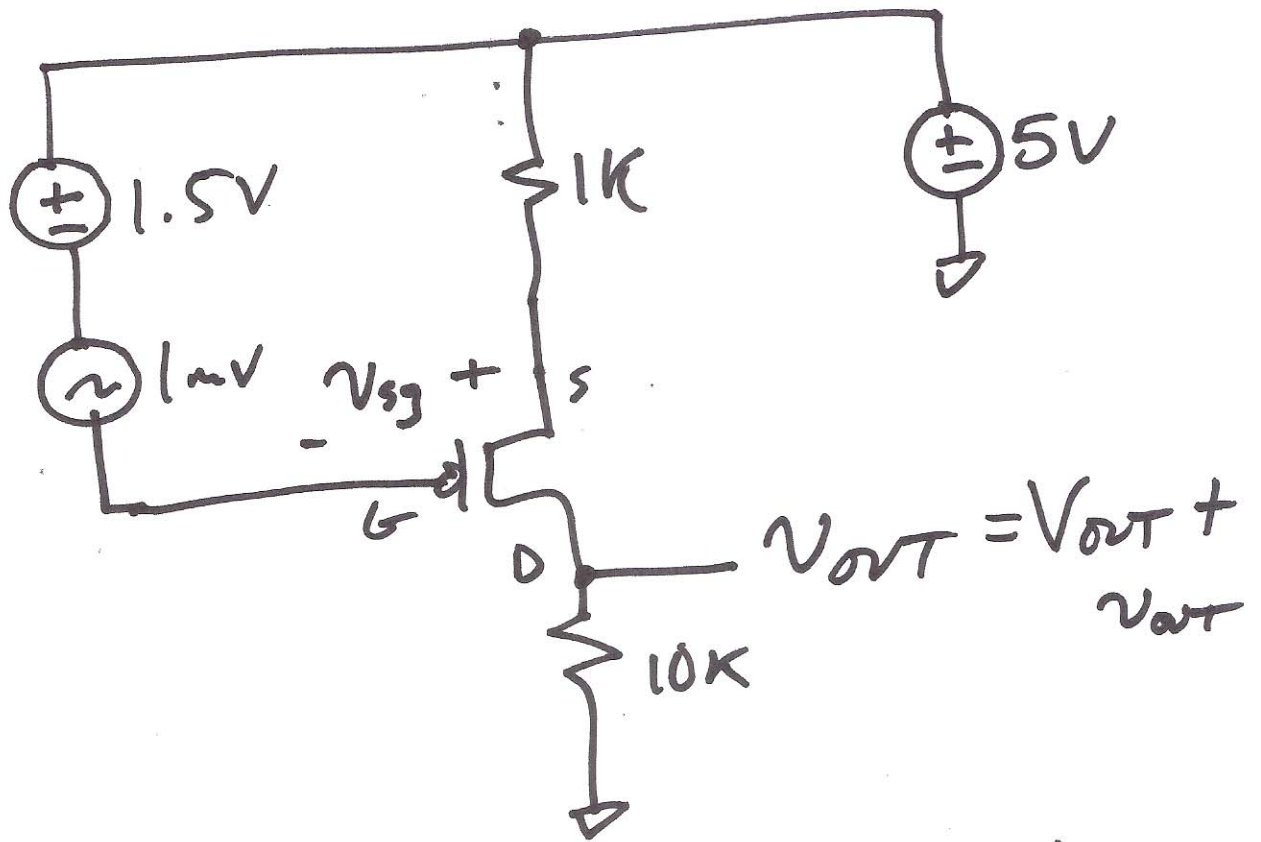 1.5V
1K
+
-
5V
1mV
vsg +
-
S
G
D
vOUT = VOUT +
vout
10K